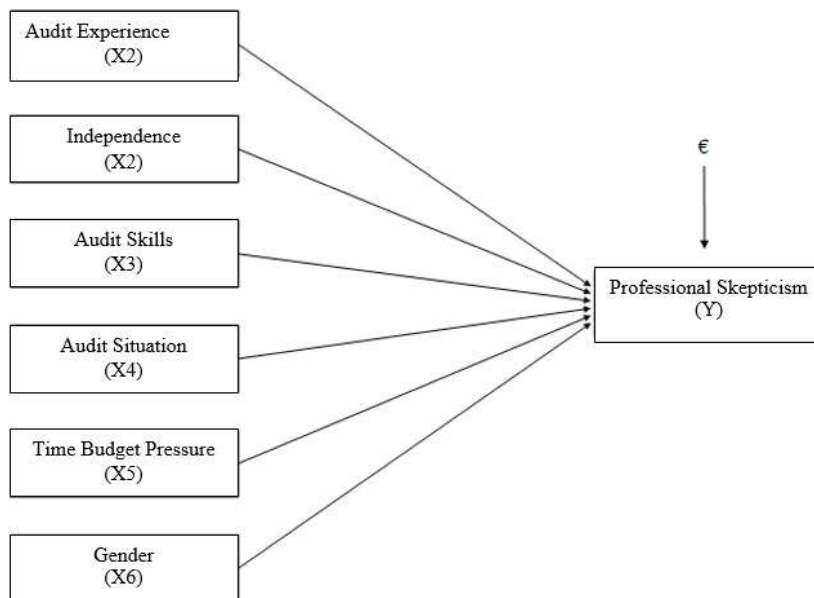 Audit Experience
(X2)
Independence
(X2)
Audit Skills
(X3)
Audit Situation
(X4)
Time Budget Pressure
(X5)
Gender
(X6)
€
Professional Skepticism
(Y)